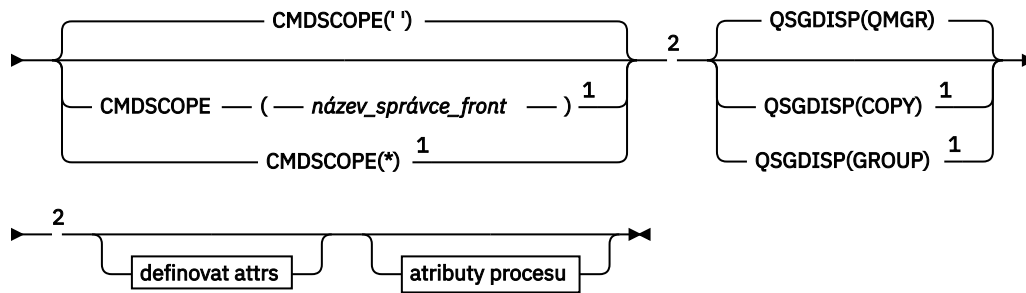 CMDSCOPE(' ')
CMDSCOPE ( název_správce_front ) 1
CMDSCOPE(*) 1
2
QSGDISP(QMGR)
QSGDISP(COPY) 1
QSGDISP(GROUP) 1
2
definovat attrs
atributy procesu